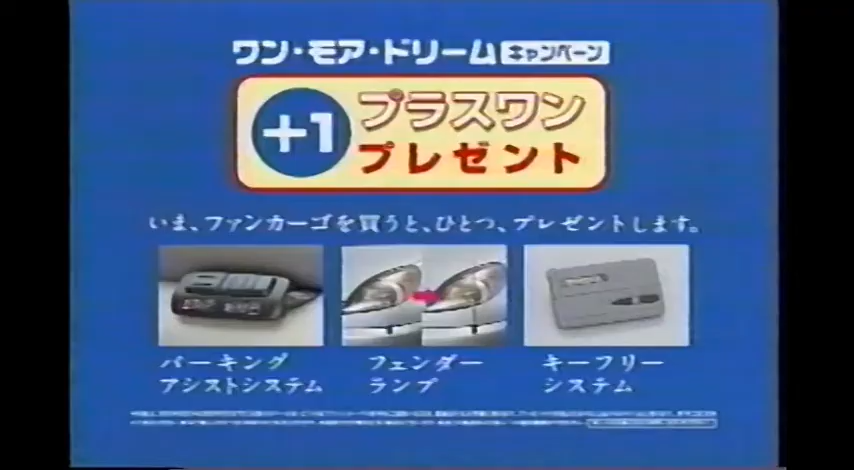 ワン・モア・ドリームキャンペーン
+1 プラスワン
プレゼント
いま、ファンカーゴを買うと、ひとつ、プレゼントします。
パーキング
アシストシステム
フェンダー
ランプ
キーフリー
システム